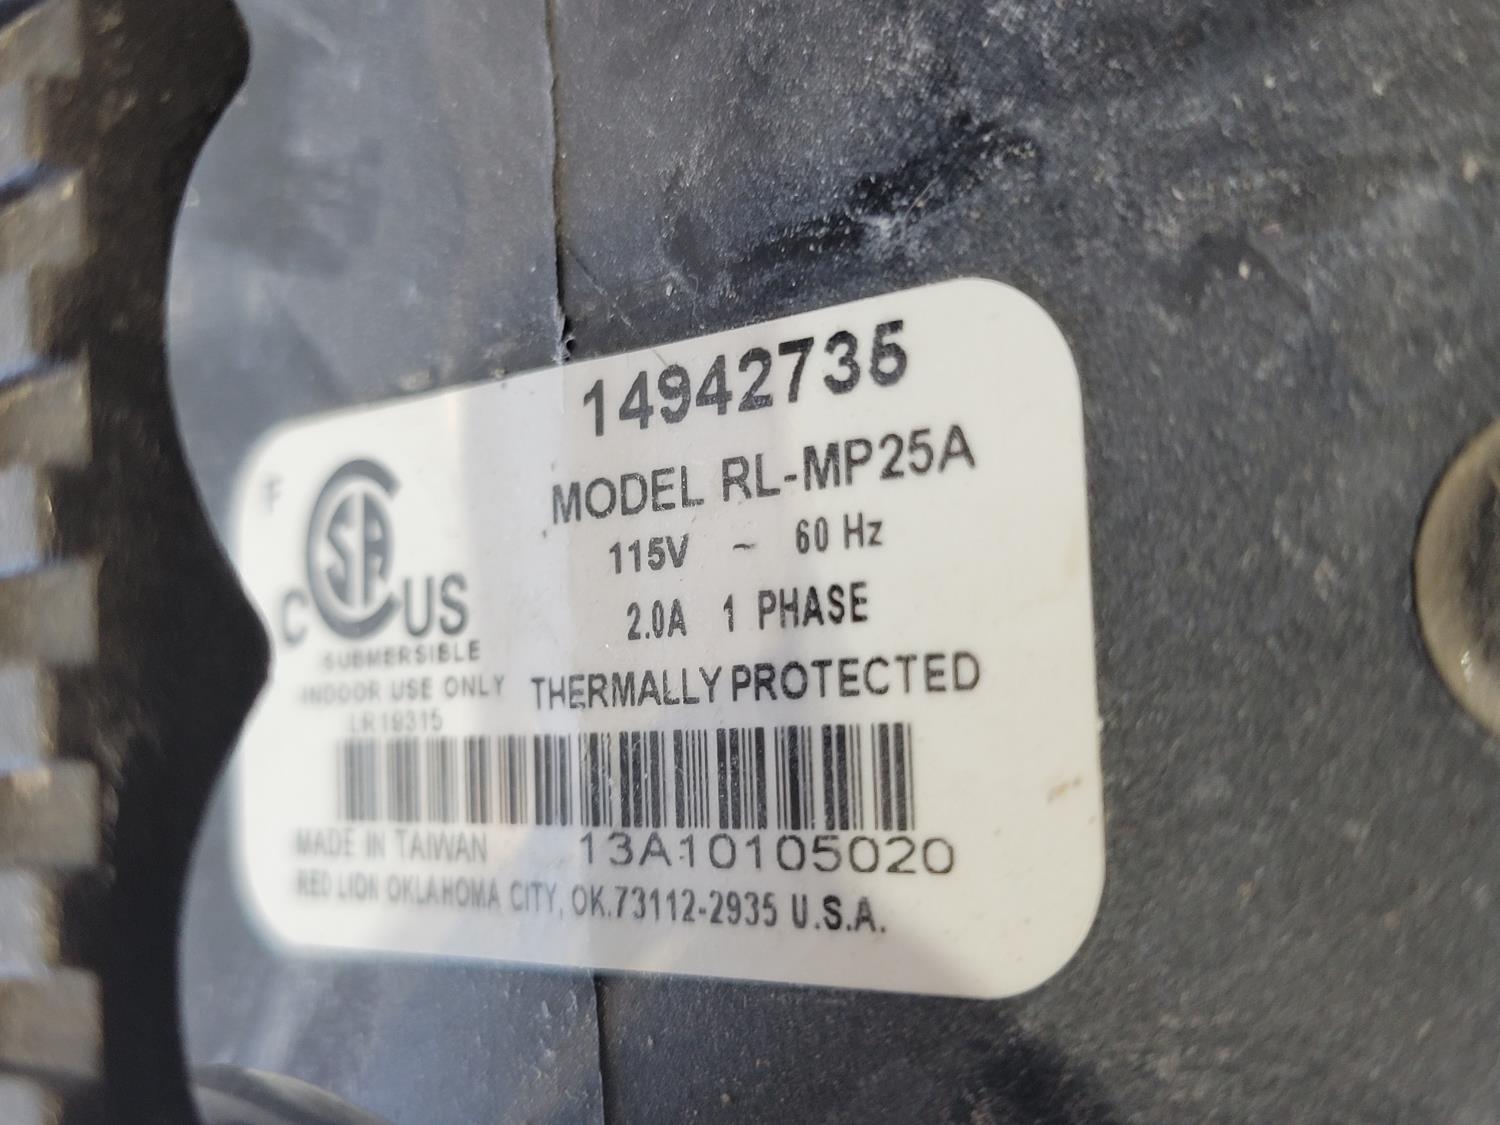 14942735
MODEL RL-MP25A
115V ~ 60 Hz
2.0A 1 PHASE
THERMALLY PROTECTED
SA
C US
SUBMERSIBLE
INDOOR USE ONLY
LR19315
MADE IN TAIWAN
13A10105020
RED LION OKLAHOMA CITY, OK.73112-2935 U.S.A.